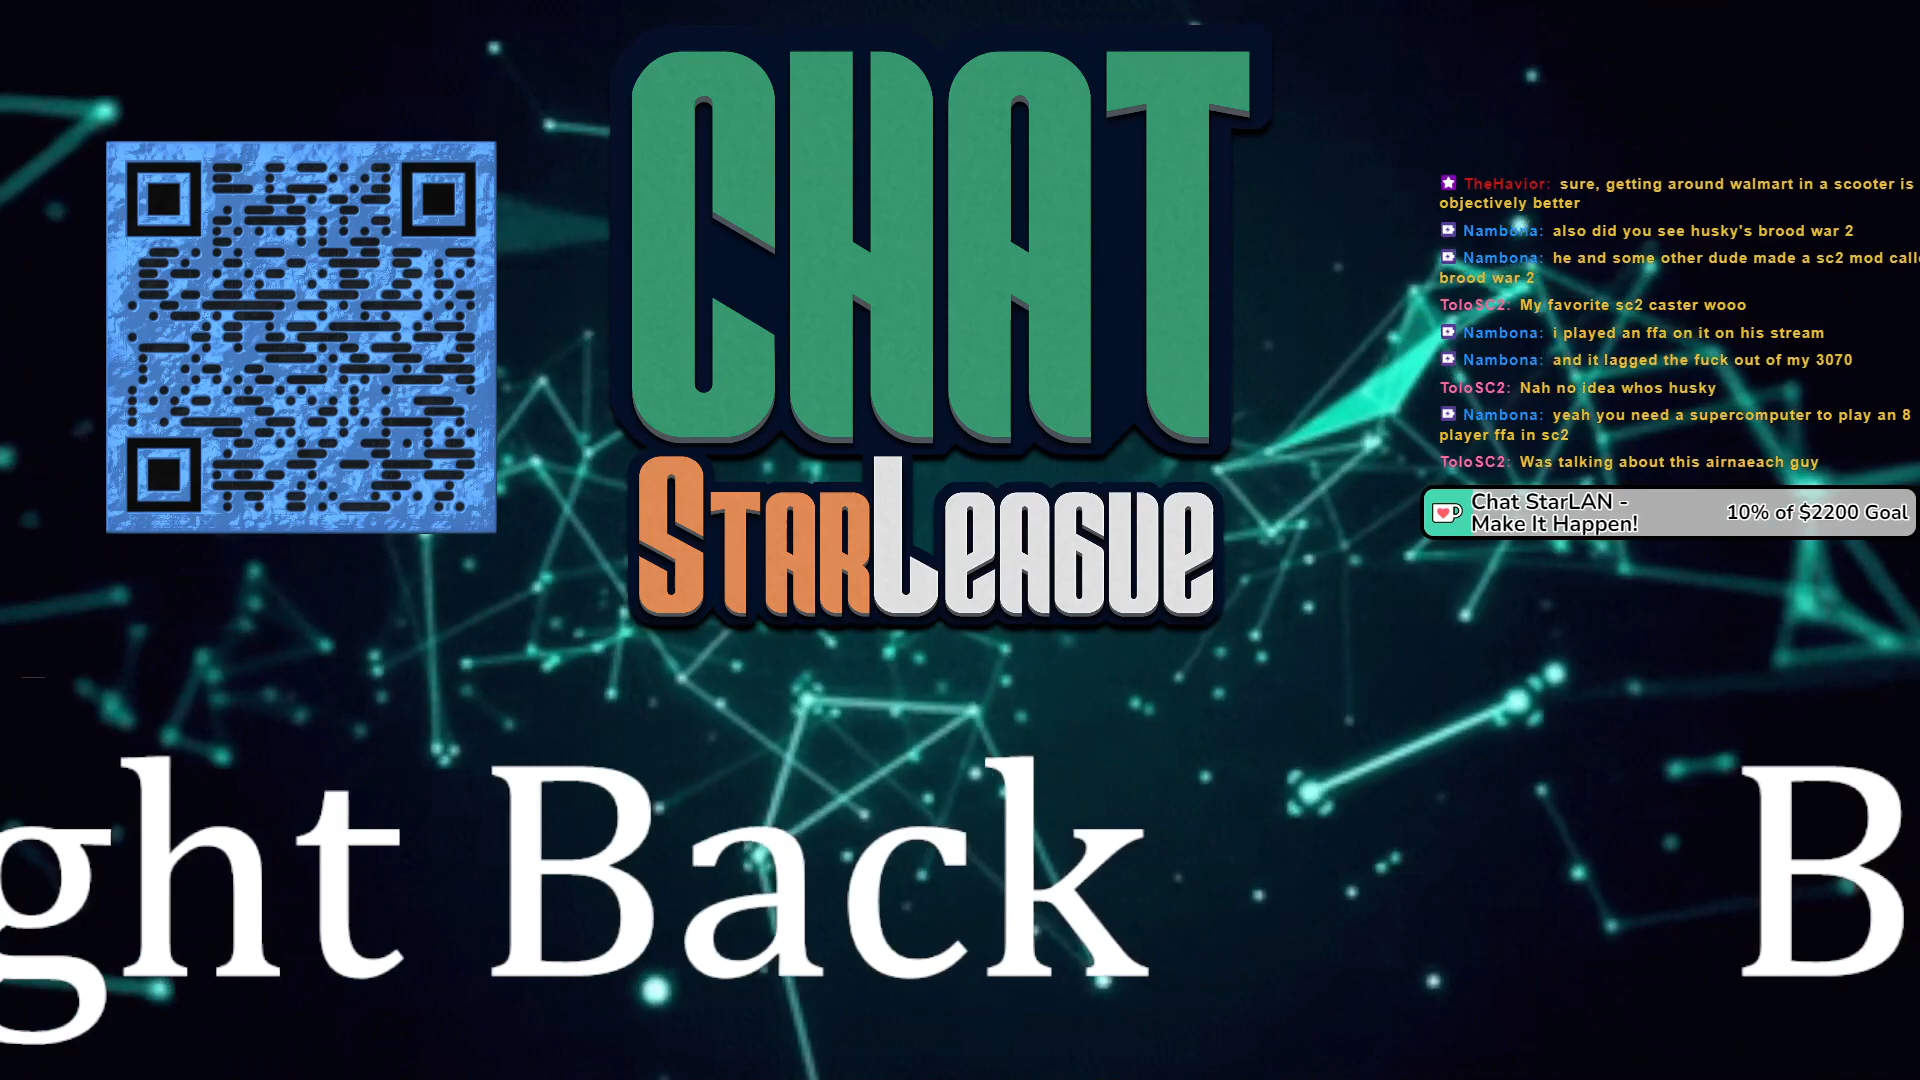 CHAT
StarLeague
TheHavior: sure, getting around walmart in a scooter is
objectively better
Nambona: also did you see husky's brood war 2
Nambona: he and some other dude made a sc2 mod calle
brood war 2
ToloSC2: My favorite sc2 caster wooo
Nambona: i played an ffa on it on his stream
Nambona: and it lagged the fuck out of my 3070
ToloSC2: Nah no idea whos husky
Nambona: yeah you need a supercomputer to play an 8
player ffa in sc2
ToloSC2: Was talking about this airnaeach guy
Chat StarLAN -
Make It Happen!
10% of $2200 Goal
ght Back B